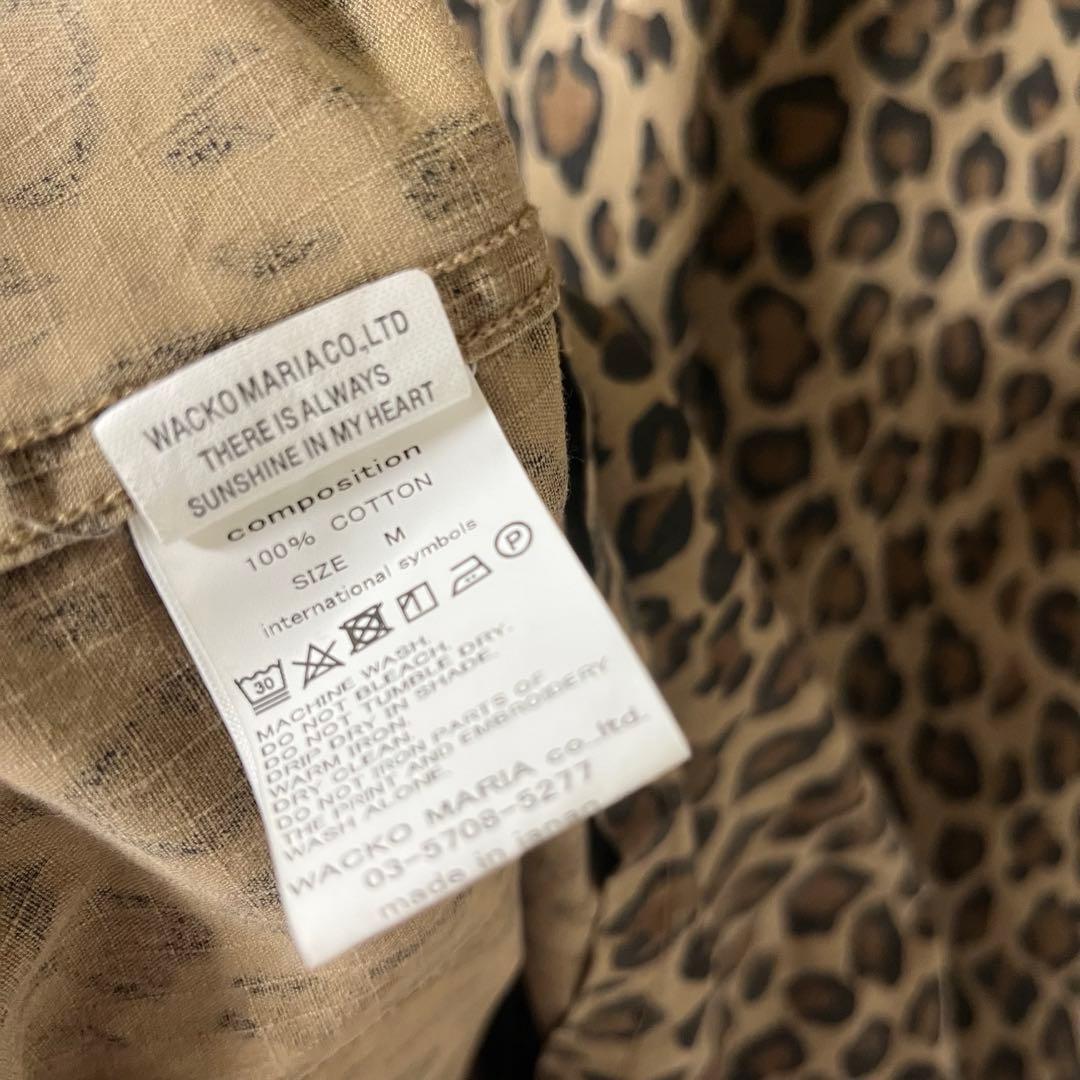 WACKO MARIA CO.,LTD
THERE IS ALWAYS
SUNSHINE IN MY HEART
composition
100% COTTON
SIZE M
international symbols
30 P
MACHINE WASH.
DO NOT BLEACH.
DO NOT TUMBLE DRY.
DRIP DRY IN SHADE.
WARM IRON.
DRY CLEAN.
DO NOT IRON PARTS OF
THE PRINT AND EMBROIDERY
WASH ALONE.
WACKO MARIA co.,ltd.
03-5708-5277
made in japan